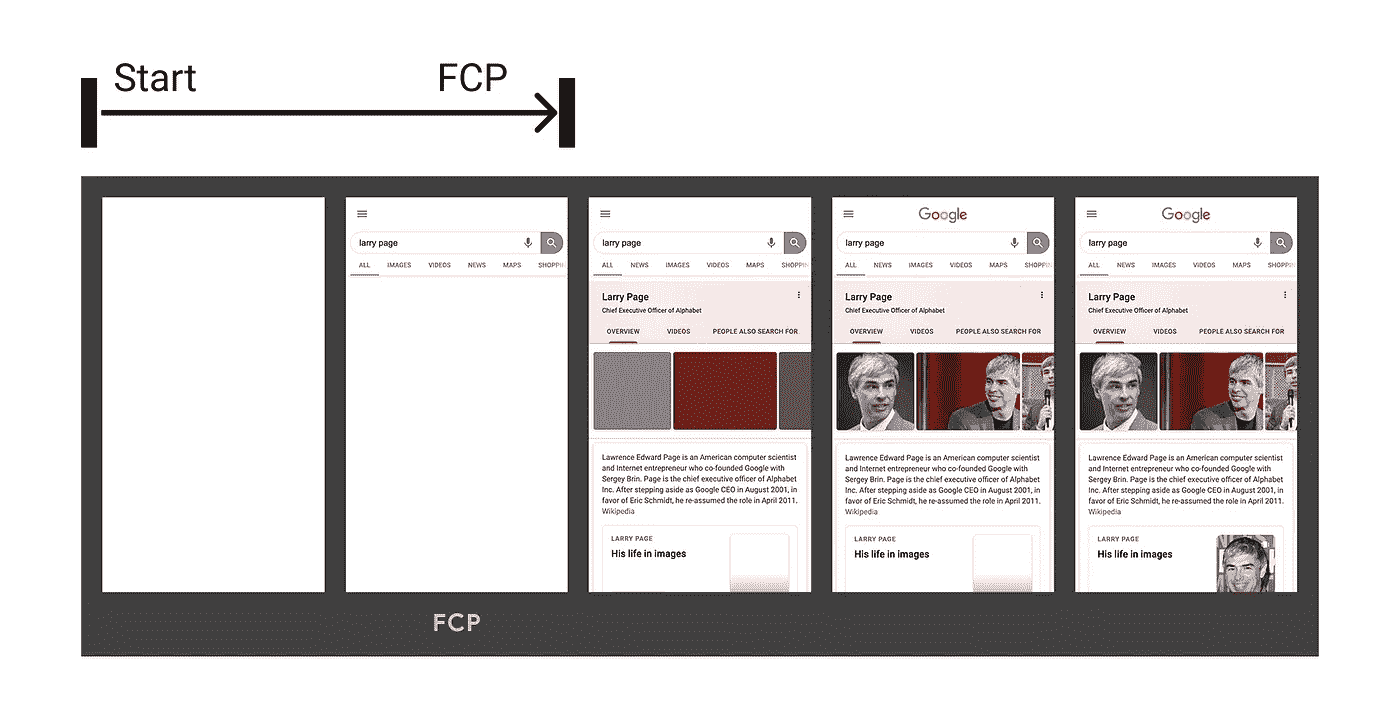 Start FCP
larry page
ALL IMAGES VIDEOS NEWS MAPS SHOPPIN
FCP
larry page
ALL NEWS IMAGES VIDEOS MAPS SHOPPIN
Larry Page
Chief Executive Officer of Alphabet
OVERVIEW VIDEOS PEOPLE ALSO SEARCH FOR
Lawrence Edward Page is an American computer scientist
and Internet entrepreneur who co-founded Google with
Sergey Brin. Page is the chief executive officer of Alphabet
Inc. After stepping aside as Google CEO in August 2001, in
favor of Eric Schmidt, he re-assumed the role in April 2011.
Wikipedia
LARRY PAGE
His life in images
Google
larry page
ALL NEWS IMAGES VIDEOS MAPS SHOPPIN
Larry Page
Chief Executive Officer of Alphabet
OVERVIEW VIDEOS PEOPLE ALSO SEARCH FOR
Lawrence Edward Page is an American computer scientist
and Internet entrepreneur who co-founded Google with
Sergey Brin. Page is the chief executive officer of Alphabet
Inc. After stepping aside as Google CEO in August 2001, in
favor of Eric Schmidt, he re-assumed the role in April 2011.
Wikipedia
LARRY PAGE
His life in images
Google
larry page
ALL NEWS IMAGES VIDEOS MAPS SHOPPIN
Larry Page
Chief Executive Officer of Alphabet
OVERVIEW VIDEOS PEOPLE ALSO SEARCH FOR
Lawrence Edward Page is an American computer scientist
and Internet entrepreneur who co-founded Google with
Sergey Brin. Page is the chief executive officer of Alphabet
Inc. After stepping aside as Google CEO in August 2001, in
favor of Eric Schmidt, he re-assumed the role in April 2011.
Wikipedia
LARRY PAGE
His life in images